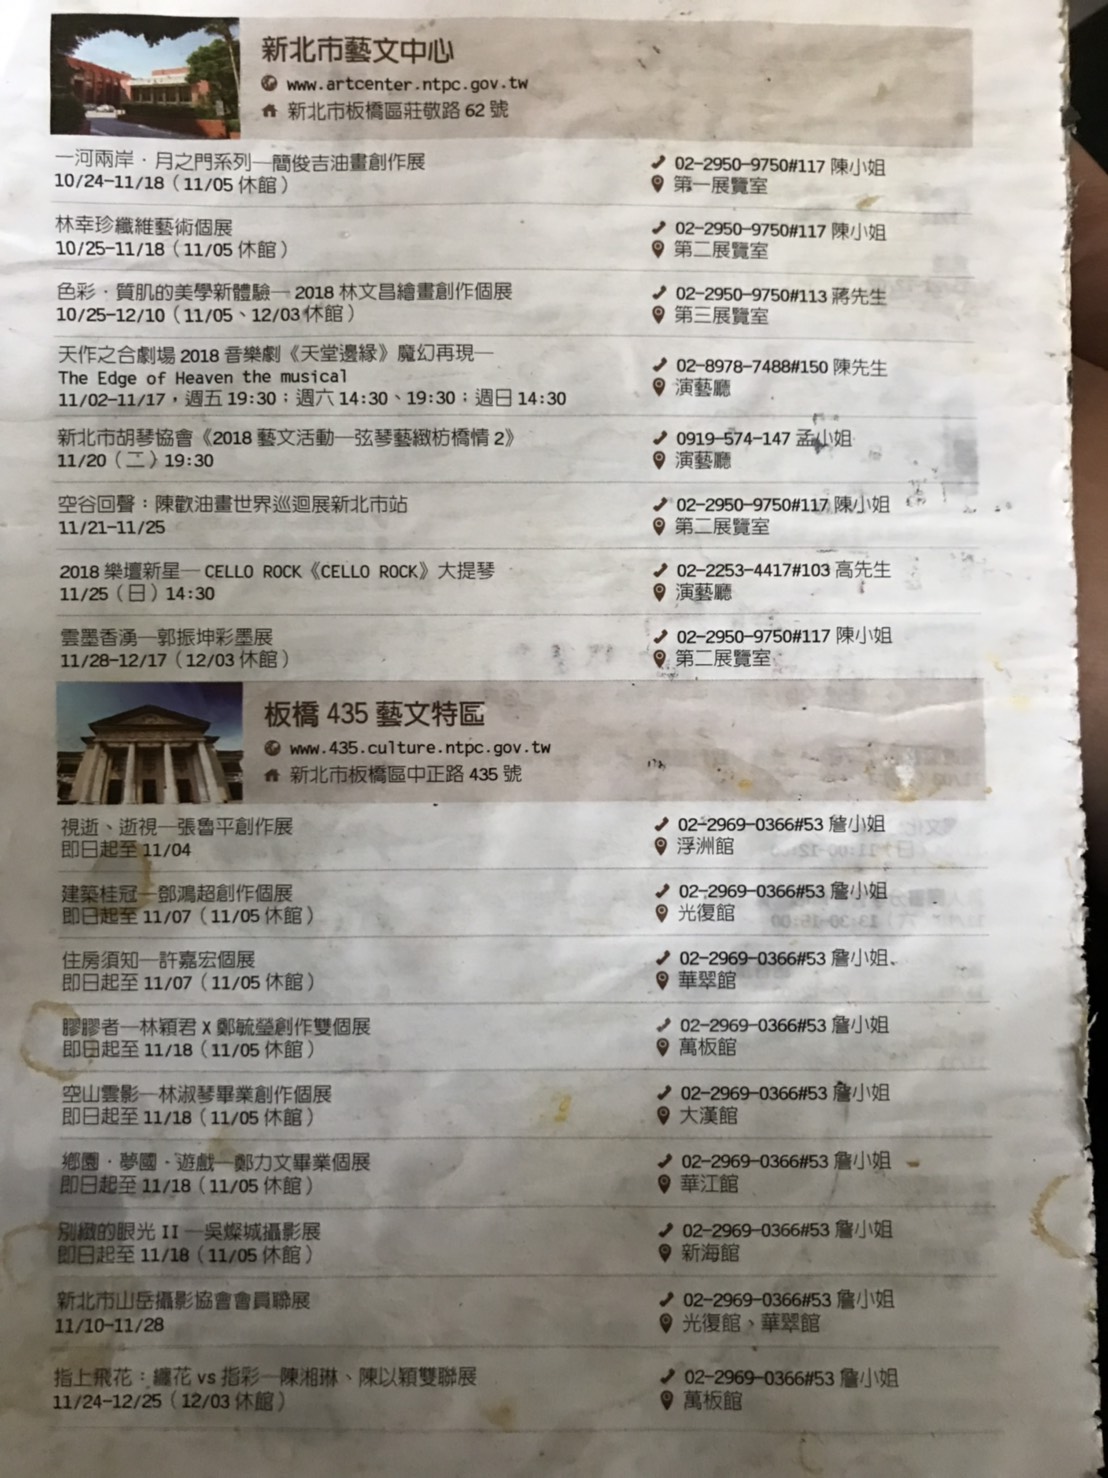 新北市藝文中心
www.artcenter.ntpc.gov.tw
新北市板橋區莊敬路 62 號
一河兩岸．月之門系列—簡俊吉油畫創作展
10/24-11/18（11/05 休館）
02-2950-9750#117 陳小姐
第一展覽室
林幸珍纖維藝術個展
10/25-11/18（11/05 休館）
02-2950-9750#117 陳小姐
第二展覽室
色彩．質肌的美學新體驗— 2018 林文昌繪畫創作個展
10/25-12/10（11/05、12/03 休館）
02-2950-9750#113 蔣先生
第三展覽室
天作之合劇場 2018 音樂劇《天堂邊緣》魔幻再現—
The Edge of Heaven the musical
11/02-11/17，週五 19:30；週六 14:30、19:30；週日 14:30
02-8978-7488#150 陳先生
演藝廳
新北市胡琴協會《2018 藝文活動—弦琴藝緻枋橋情 2》
11/20（二）19:30
0919-574-147 孟小姐
演藝廳
空谷回聲：陳歡油畫世界巡迴展新北市站
11/21-11/25
02-2950-9750#117 陳小姐
第二展覽室
2018 樂壇新星— CELLO ROCK《CELLO ROCK》大提琴
11/25（日）14:30
02-2253-4417#103 高先生
演藝廳
雲墨香湧—郭振坤彩墨展
11/28-12/17（12/03 休館）
02-2950-9750#117 陳小姐
第二展覽室
板橋 435 藝文特區
www.435.culture.ntpc.gov.tw
新北市板橋區中正路 435 號
視逝、逝視—張魯平創作展
即日起至 11/04
02-2969-0366#53 詹小姐
浮洲館
建築桂冠—鄧鴻超創作個展
即日起至 11/07（11/05 休館）
02-2969-0366#53 詹小姐
光復館
住房須知—許嘉宏個展
即日起至 11/07（11/05 休館）
02-2969-0366#53 詹小姐
華翠館
膠膠者—林穎君 X 鄭毓瑩創作雙個展
即日起至 11/18（11/05 休館）
02-2969-0366#53 詹小姐
萬板館
空山雲影—林淑琴畢業創作個展
即日起至 11/18（11/05 休館）
02-2969-0366#53 詹小姐
大漢館
鄉園．夢國．遊戲—鄭力文畢業個展
即日起至 11/18（11/05 休館）
02-2969-0366#53 詹小姐
華江館
別緻的眼光 II —吳燦城攝影展
即日起至 11/18（11/05 休館）
02-2969-0366#53 詹小姐
新海館
新北市山岳攝影協會會員聯展
11/10-11/28
02-2969-0366#53 詹小姐
光復館、華翠館
指上飛花：纏花 vs 指彩—陳湘琳、陳以穎雙聯展
11/24-12/25（12/03 休館）
02-2969-0366#53 詹小姐
萬板館